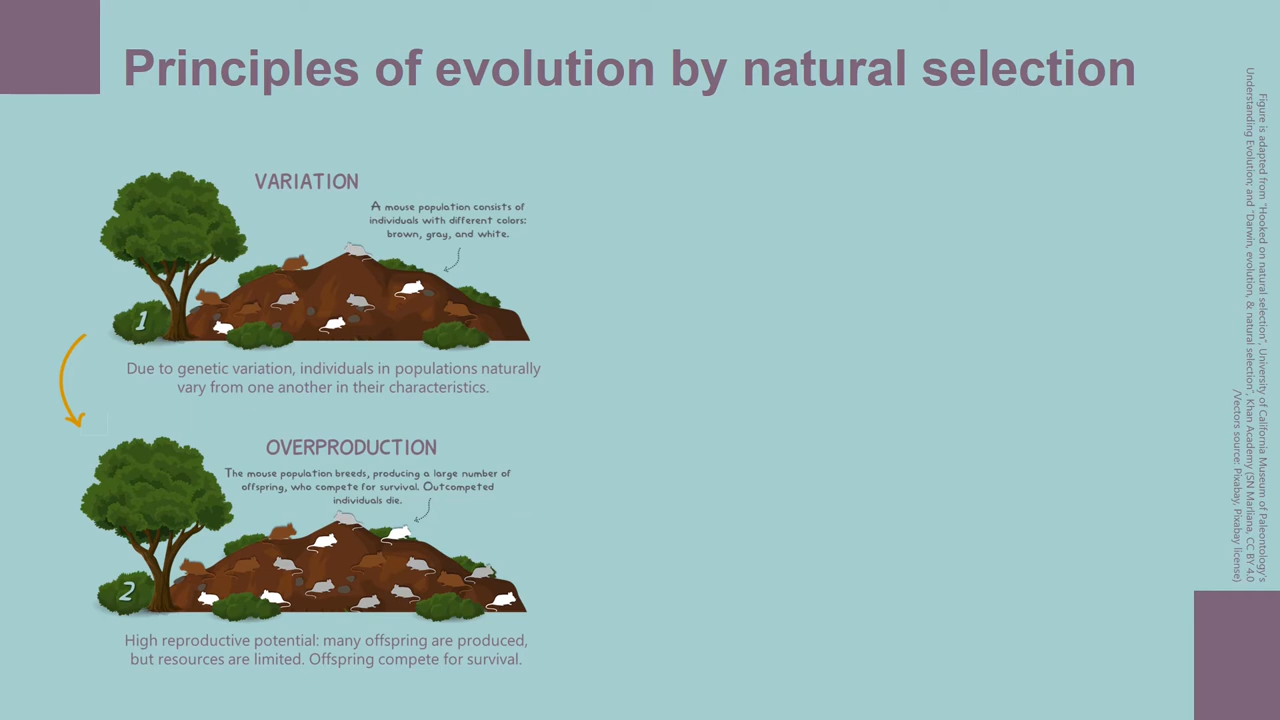 Principles of evolution by natural selection
VARIATION
A mouse population consists of
individuals with different colors:
brown, gray, and white.
1
Due to genetic variation, individuals in populations naturally
vary from one another in their characteristics.
OVERPRODUCTION
The mouse population breeds, producing a large number of
offspring, who compete for survival. Outcompeted
individuals die.
2
High reproductive potential: many offspring are produced,
but resources are limited. Offspring compete for survival.
Figure is adapted from "Hooked on natural selection", University of California Museum of Paleontology's
Understanding Evolution; and "Darwin, evolution, & natural selection", Khan Academy (SN Marliana, CC BY 4.0
/Vectors source: Pixabay, Pixabay license)